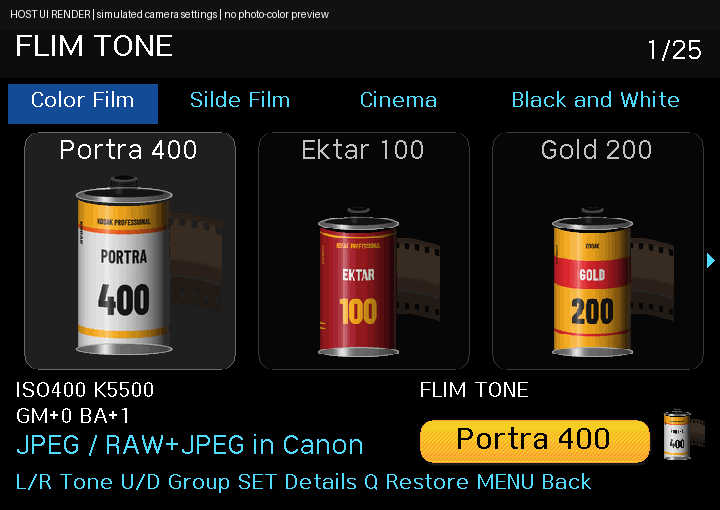 HOST UI RENDER | simulated camera settings | no photo-color preview
FLIM TONE
1/25
Color Film
Silde Film
Cinema
Black and White
Portra 400
Ektar 100
Gold 200
KODAK PROFESSIONAL
KODAK
PORTRA
400
KODAK PROFESSIONAL
EKTAR
100
KODAK
GOLD
200
ISO400 K5500
GM+0 BA+1
JPEG / RAW+JPEG in Canon
FLIM TONE
Portra 400
PORTRA
400
L/R Tone U/D Group SET Details Q Restore MENU Back